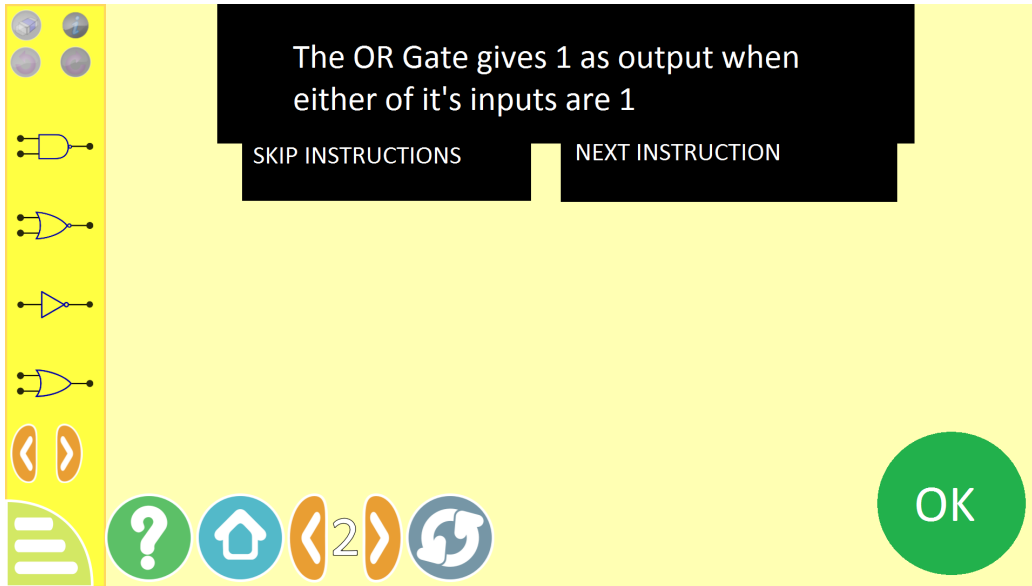 The OR Gate gives 1 as output when
either of it's inputs are 1
SKIP INSTRUCTIONS
NEXT INSTRUCTION
OK
?
2